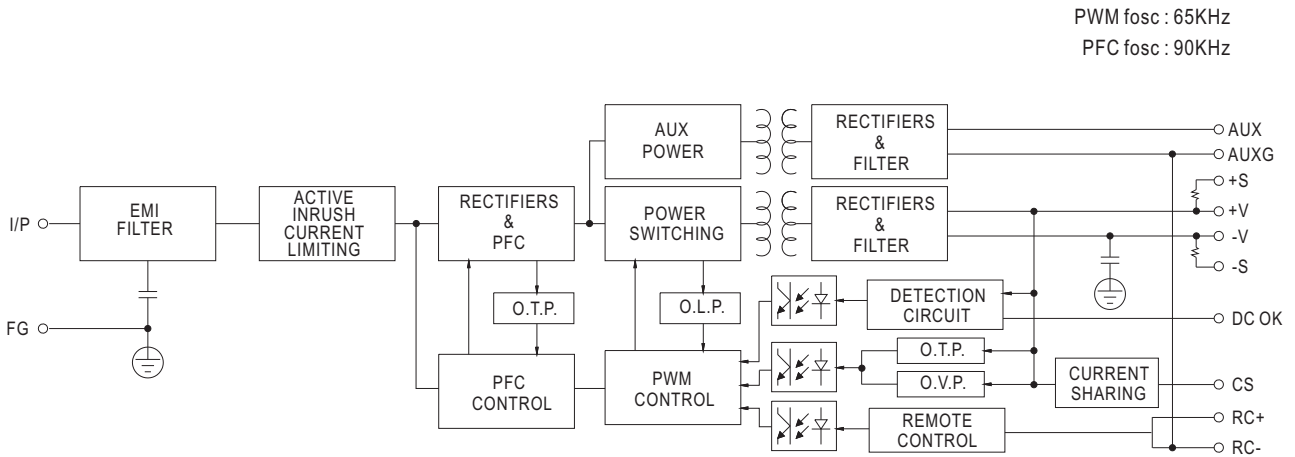 PWM fosc : 65KHz
PFC fosc : 90KHz
AUX
POWER
RECTIFIERS
&
FILTER
AUX
AUXG
+S
I/P
EMI
FILTER
ACTIVE
INRUSH
CURRENT
LIMITING
RECTIFIERS
&
PFC
POWER
SWITCHING
RECTIFIERS
&
FILTER
+V
-V
-S
O.T.P.
O.L.P.
DETECTION
CIRCUIT
DC OK
FG
PFC
CONTROL
PWM
CONTROL
O.T.P.
O.V.P.
CURRENT
SHARING
CS
REMOTE
CONTROL
RC+
RC-